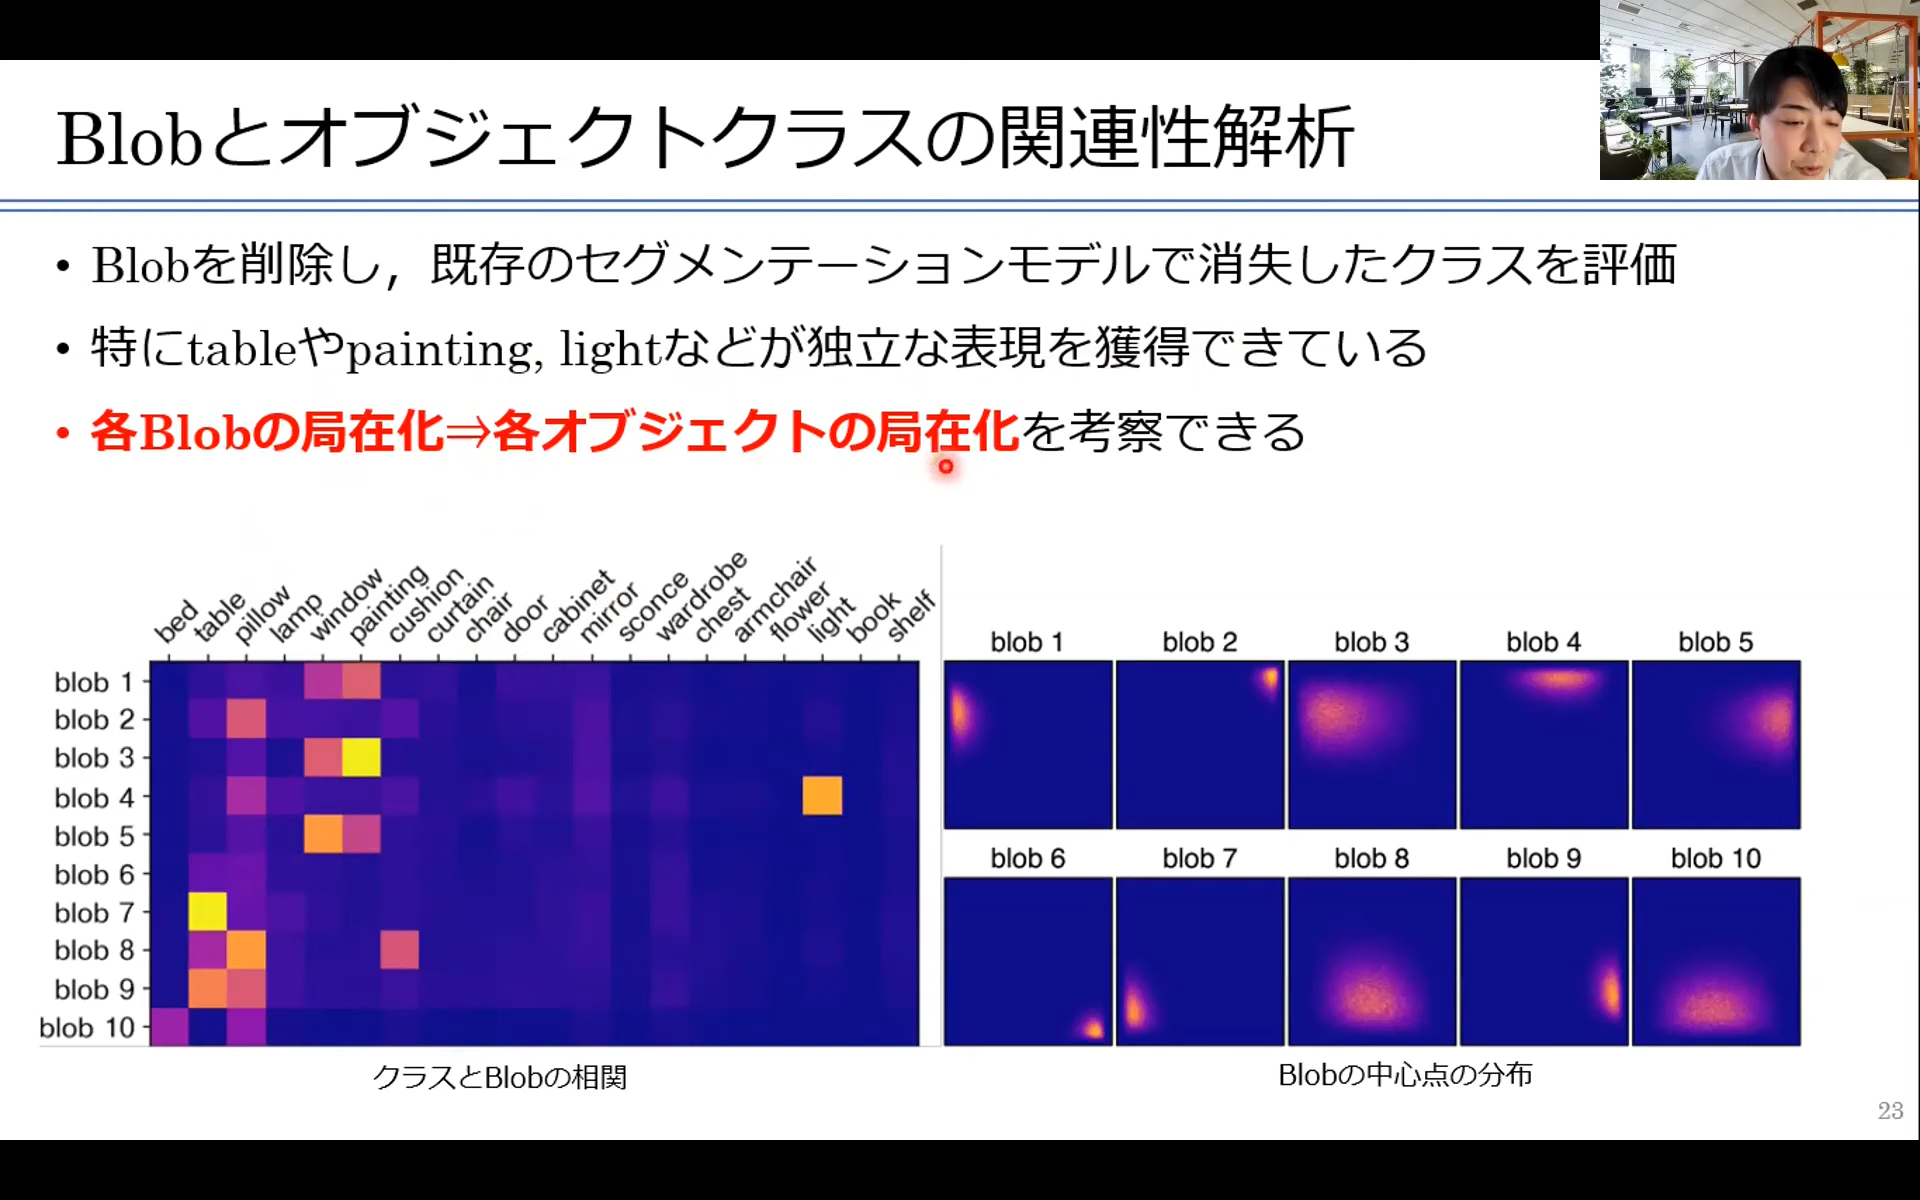 Blobとオブジェクトクラスの関連性解析
• Blobを削除し，既存のセグメンテーションモデルで消失したクラスを評価
• 特にtableやpainting, lightなどが独立な表現を獲得できている
• 各Blobの局在化⇒各オブジェクトの局在化を考察できる
bed
table
pillow
lamp
window
painting
cushion
curtain
chair
door
cabinet
mirror
sconce
wardrobe
chest
armchair
flower
light
book
shelf
blob 1
blob 2
blob 3
blob 4
blob 5
blob 6
blob 7
blob 8
blob 9
blob 10
クラスとBlobの相関
blob 1 blob 2 blob 3 blob 4 blob 5
blob 6 blob 7 blob 8 blob 9 blob 10
Blobの中心点の分布
23